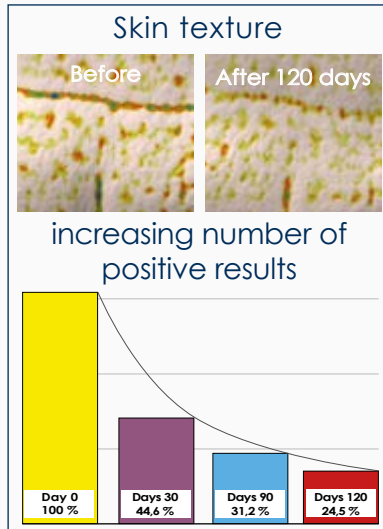 Skin texture
Before
After 120 days
increasing number of
positive results
Day 0
100 %
Days 30
44,6 %
Days 90
31,2 %
Days 120
24,5 %